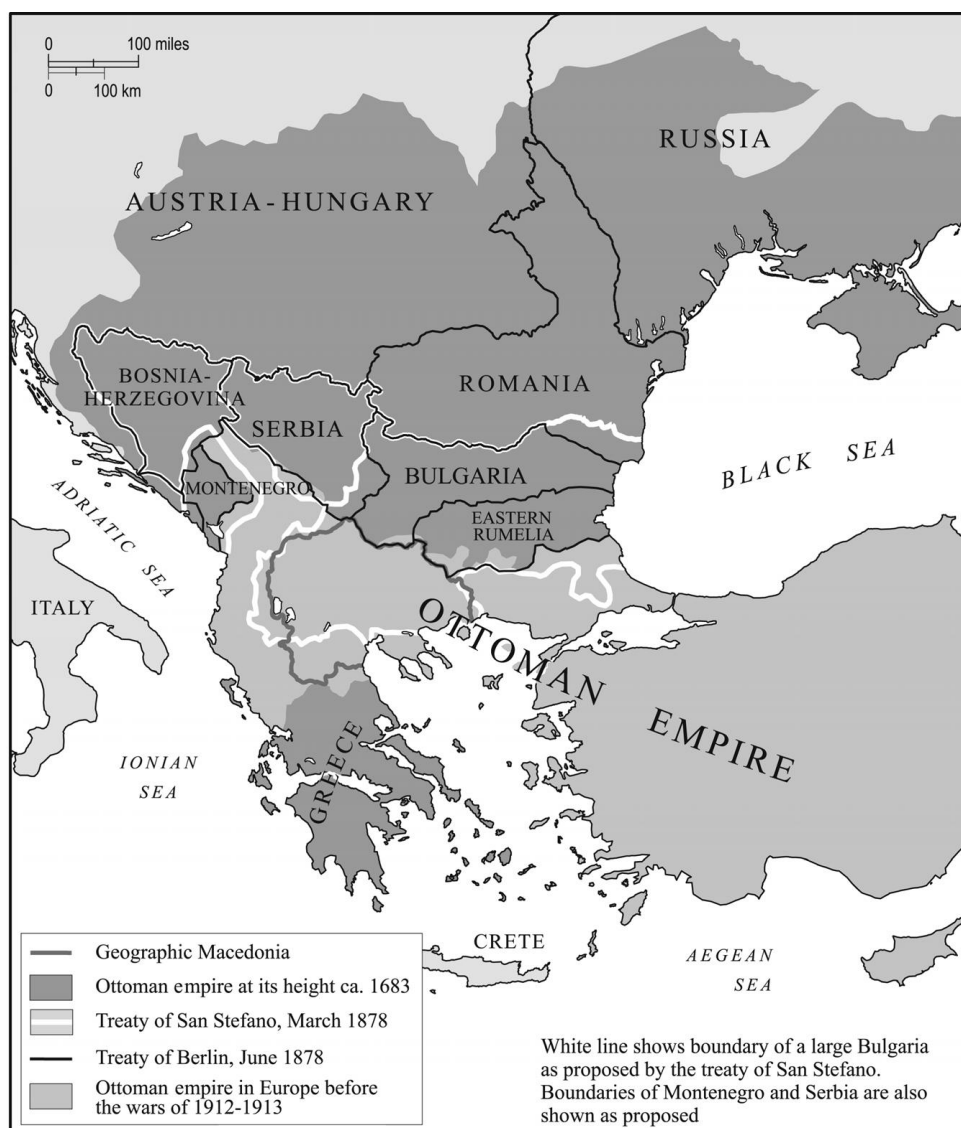 0 100 miles
0 100 km
RUSSIA
AUSTRIA-HUNGARY
BOSNIA-
HERZEGOVINA
ROMANIA
SERBIA
BLACK SEA
BULGARIA
MONTENEGRO
ADRIATIC SEA
EASTERN
RUMELIA
ITALY
OTTOMAN EMPIRE
IONIAN
SEA
GREECE
CRETE
AEGEAN
SEA
Geographic Macedonia
Ottoman empire at its height ca. 1683
Treaty of San Stefano, March 1878
Treaty of Berlin, June 1878
Ottoman empire in Europe before
the wars of 1912-1913
White line shows boundary of a large Bulgaria
as proposed by the treaty of San Stefano.
Boundaries of Montenegro and Serbia are also
shown as proposed